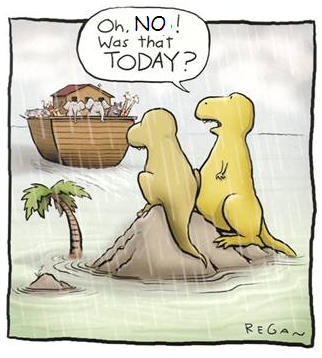 Oh, NO!
Was that
TODAY?
REGAN